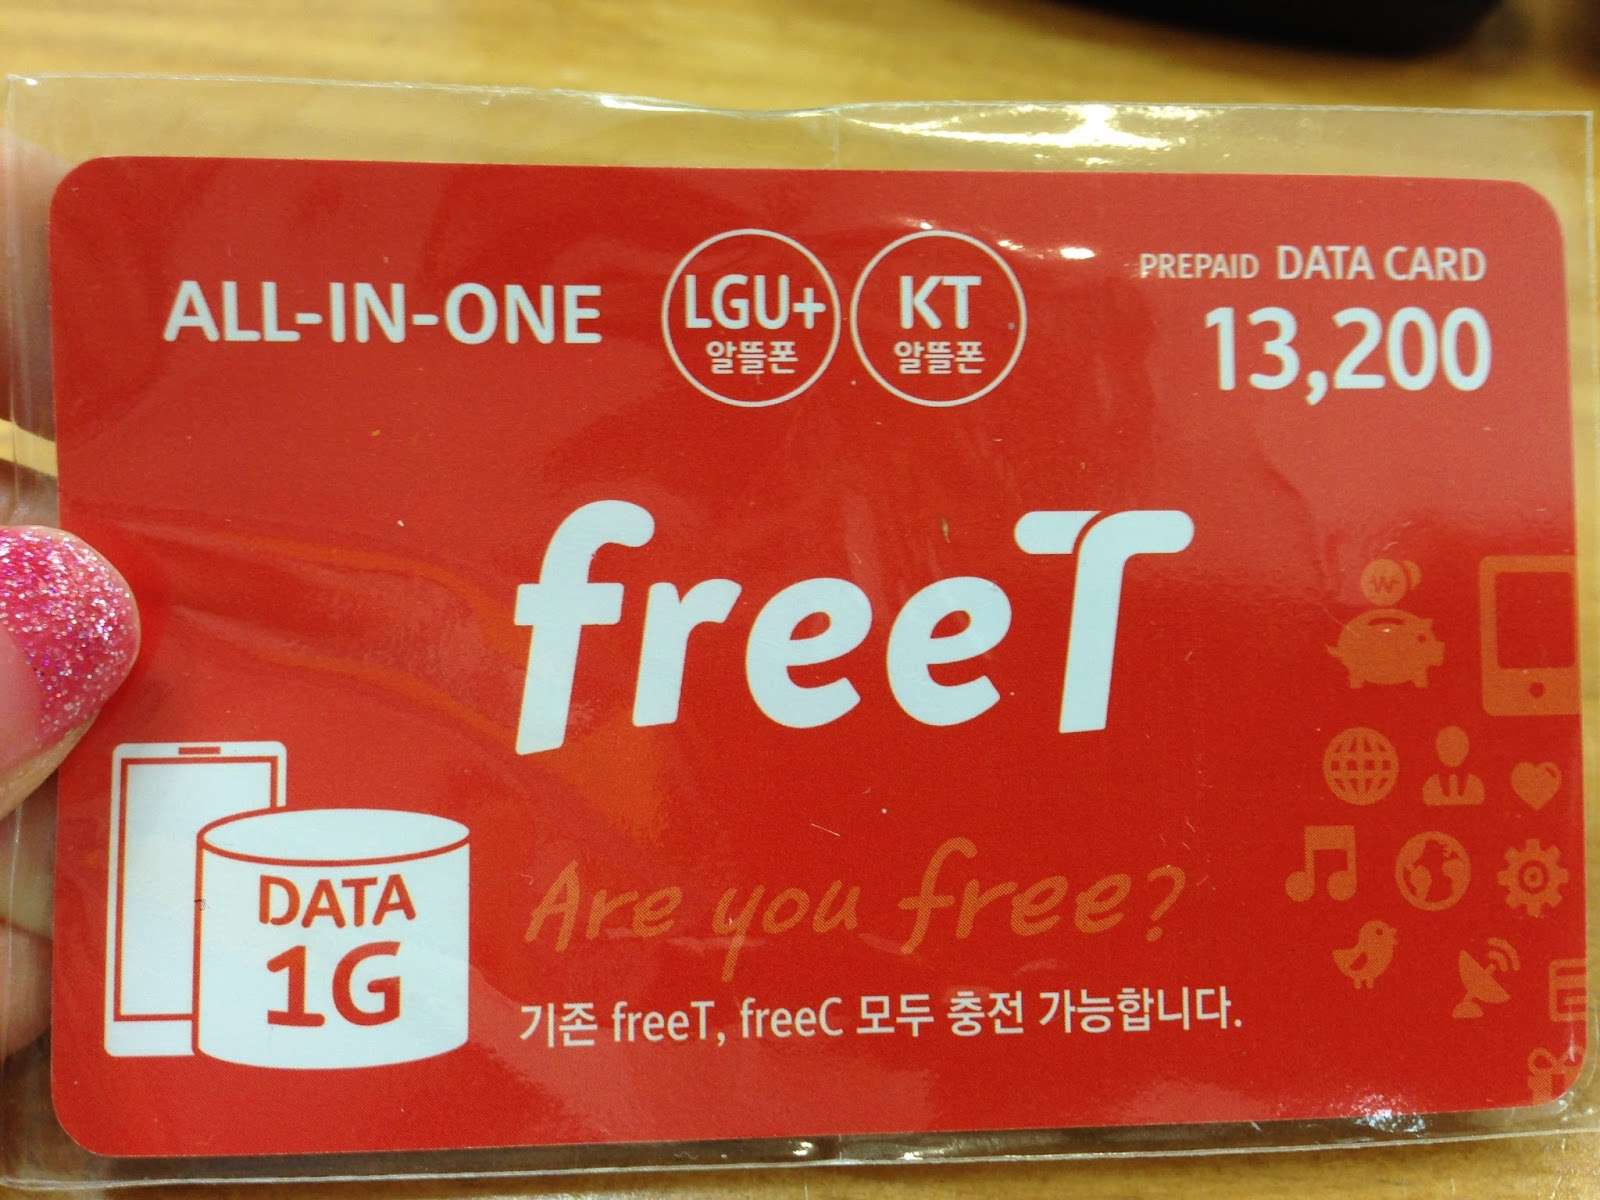 ALL-IN-ONE
LGU+
알뜰폰
KT
알뜰폰
PREPAID DATA CARD
13,200
freeT
DATA
1G
Are you free?
기존 freeT, freeC 모두 충전 가능합니다.